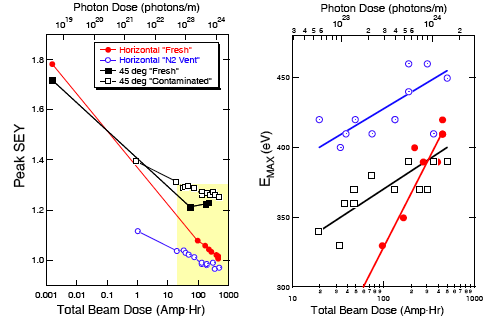 Photon Dose (photons/m)
10^19 10^20 10^21 10^22 10^23 10^24
Horizontal "Fresh"
Horizontal "N2 Vent"
45 deg "Fresh"
45 deg "Contaminated"
Peak SEY
1.8
1.6
1.4
1.2
1.0
0.001 0.01 0.1 1 10 100 1000
Total Beam Dose (Amp·Hr)
Photon Dose (photons/m)
3 4 5 6 10^23 2 3 4 5 6 10^24 2
E_MAX (eV)
450
400
350
300
10 2 3 4 5 6 7 8 9 100 2 3 4 5 6 7 8 9 1000
Total Beam Dose (Amp·Hr)